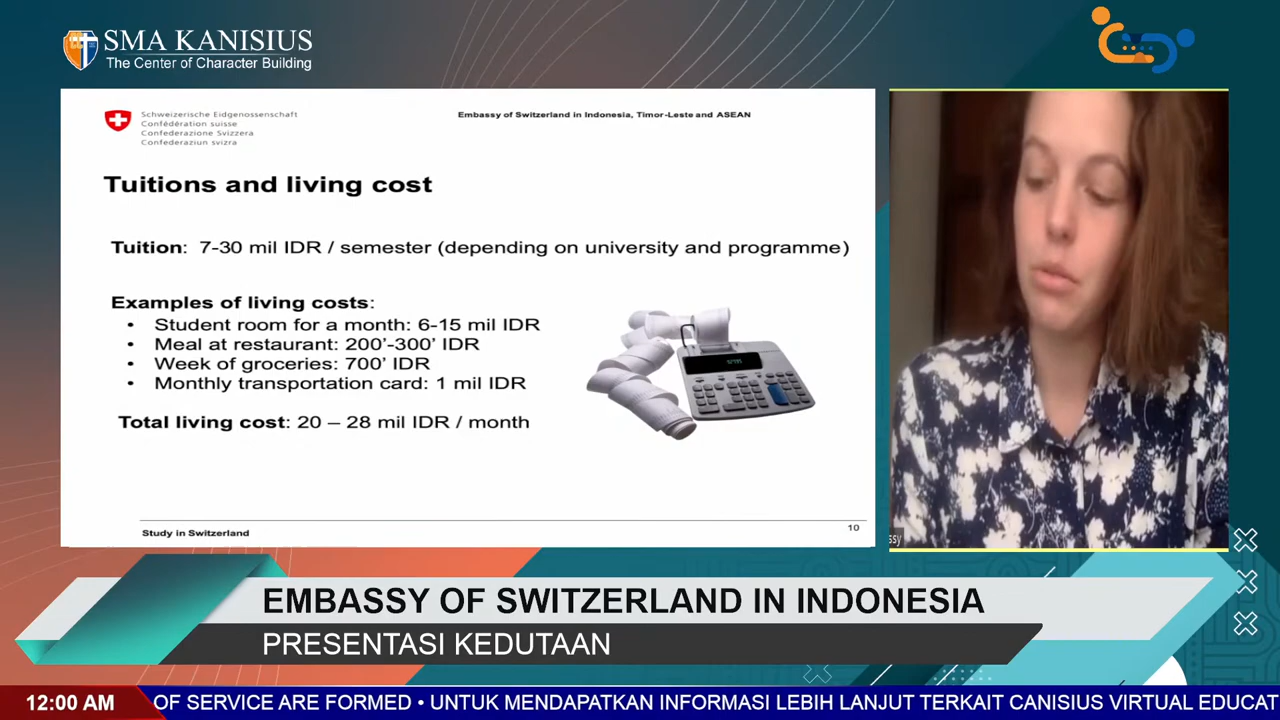 SMA KANISIUS
The Center of Character Building
Schweizerische Eidgenossenschaft
Confédération suisse
Confederazione Svizzera
Confederaziun svizra
Embassy of Switzerland in Indonesia, Timor-Leste and ASEAN
Tuitions and living cost
Tuition: 7-30 mil IDR / semester (depending on university and programme)
Examples of living costs:
• Student room for a month: 6-15 mil IDR
• Meal at restaurant: 200'-300' IDR
• Week of groceries: 700' IDR
• Monthly transportation card: 1 mil IDR
Total living cost: 20 – 28 mil IDR / month
Study in Switzerland
10
ssy
EMBASSY OF SWITZERLAND IN INDONESIA
PRESENTASI KEDUTAAN
12:00 AM
OF SERVICE ARE FORMED • UNTUK MENDAPATKAN INFORMASI LEBIH LANJUT TERKAIT CANISIUS VIRTUAL EDUCAT